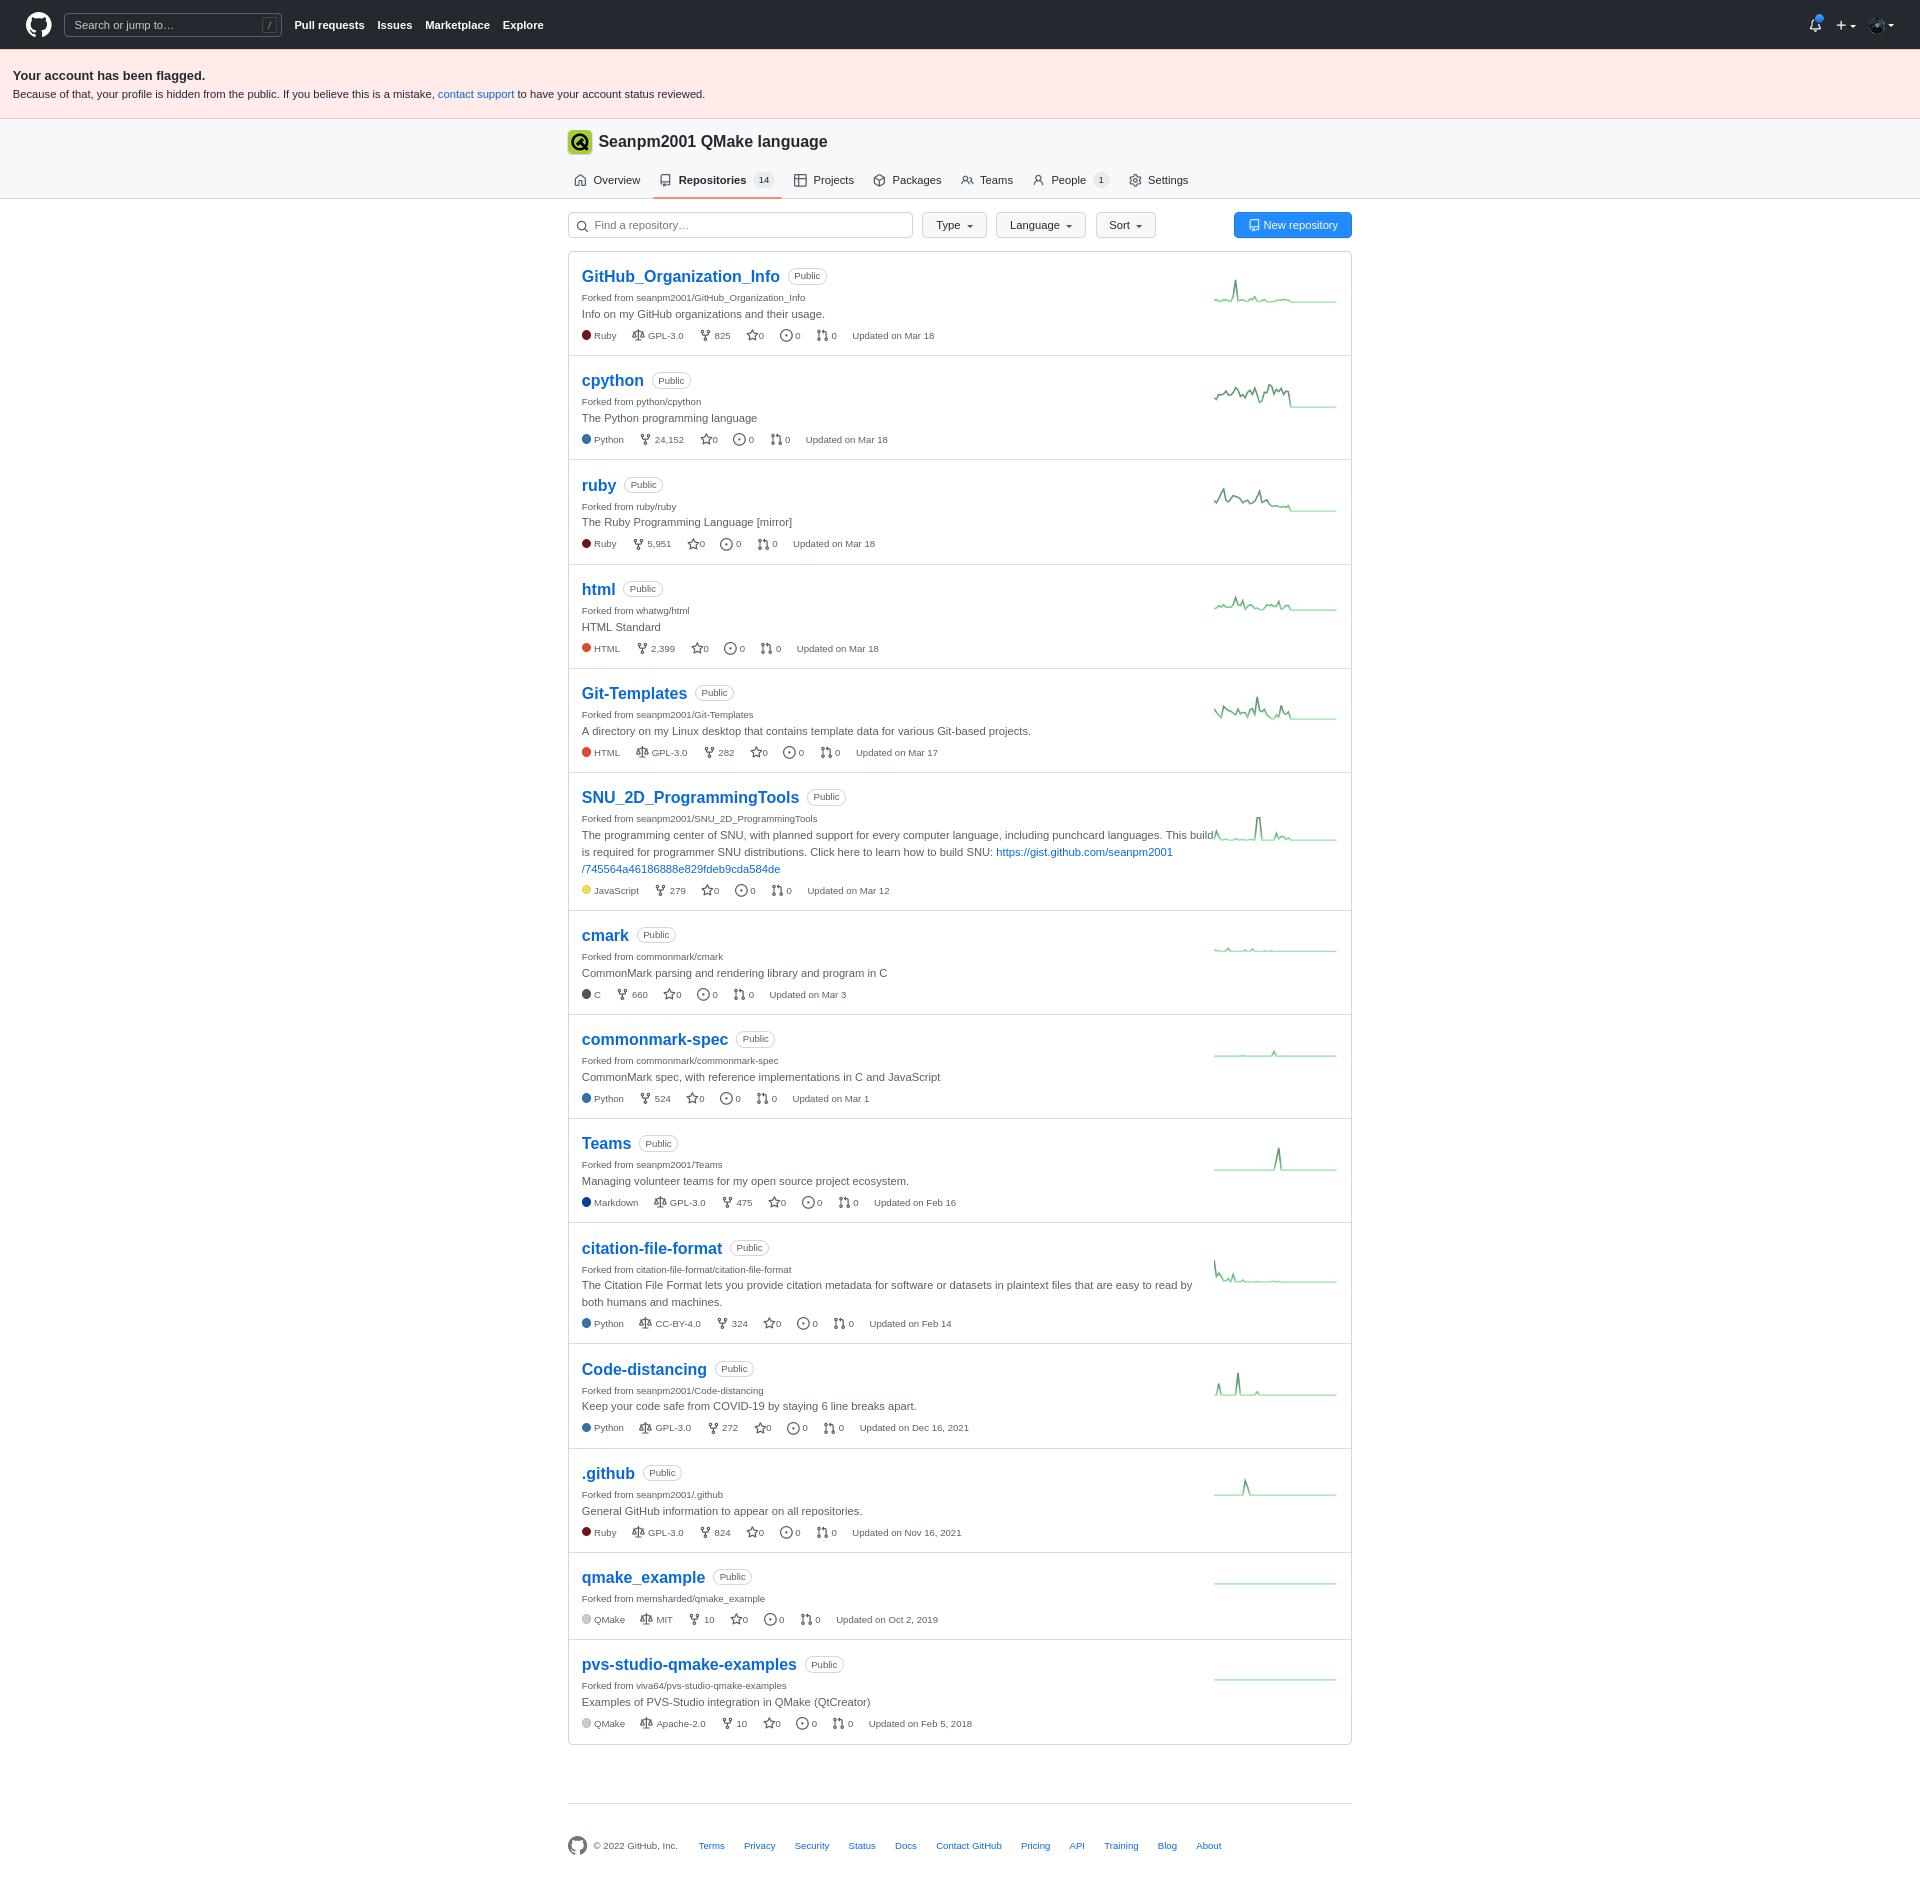 Search or jump to… / Pull requests Issues Marketplace Explore
Your account has been flagged.
Because of that, your profile is hidden from the public. If you believe this is a mistake, contact support to have your account status reviewed.
Seanpm2001 QMake language
Overview Repositories 14 Projects Packages Teams People 1 Settings
Find a repository… Type Language Sort New repository
GitHub_Organization_Info Public
Forked from seanpm2001/GitHub_Organization_Info
Info on my GitHub organizations and their usage.
Ruby GPL-3.0 825 0 0 0 Updated on Mar 18
cpython Public
Forked from python/cpython
The Python programming language
Python 24,152 0 0 0 Updated on Mar 18
ruby Public
Forked from ruby/ruby
The Ruby Programming Language [mirror]
Ruby 5,951 0 0 0 Updated on Mar 18
html Public
Forked from whatwg/html
HTML Standard
HTML 2,399 0 0 0 Updated on Mar 18
Git-Templates Public
Forked from seanpm2001/Git-Templates
A directory on my Linux desktop that contains template data for various Git-based projects.
HTML GPL-3.0 282 0 0 0 Updated on Mar 17
SNU_2D_ProgrammingTools Public
Forked from seanpm2001/SNU_2D_ProgrammingTools
The programming center of SNU, with planned support for every computer language, including punchcard languages. This build
is required for programmer SNU distributions. Click here to learn how to build SNU: https://gist.github.com/seanpm2001
/745564a46186888e829fdeb9cda584de
JavaScript 279 0 0 0 Updated on Mar 12
cmark Public
Forked from commonmark/cmark
CommonMark parsing and rendering library and program in C
C 660 0 0 0 Updated on Mar 3
commonmark-spec Public
Forked from commonmark/commonmark-spec
CommonMark spec, with reference implementations in C and JavaScript
Python 524 0 0 0 Updated on Mar 1
Teams Public
Forked from seanpm2001/Teams
Managing volunteer teams for my open source project ecosystem.
Markdown GPL-3.0 475 0 0 0 Updated on Feb 16
citation-file-format Public
Forked from citation-file-format/citation-file-format
The Citation File Format lets you provide citation metadata for software or datasets in plaintext files that are easy to read by
both humans and machines.
Python CC-BY-4.0 324 0 0 0 Updated on Feb 14
Code-distancing Public
Forked from seanpm2001/Code-distancing
Keep your code safe from COVID-19 by staying 6 line breaks apart.
Python GPL-3.0 272 0 0 0 Updated on Dec 16, 2021
.github Public
Forked from seanpm2001/.github
General GitHub information to appear on all repositories.
Ruby GPL-3.0 824 0 0 0 Updated on Nov 16, 2021
qmake_example Public
Forked from memsharded/qmake_example
QMake MIT 10 0 0 0 Updated on Oct 2, 2019
pvs-studio-qmake-examples Public
Forked from viva64/pvs-studio-qmake-examples
Examples of PVS-Studio integration in QMake (QtCreator)
QMake Apache-2.0 10 0 0 0 Updated on Feb 5, 2018
© 2022 GitHub, Inc. Terms Privacy Security Status Docs Contact GitHub Pricing API Training Blog About